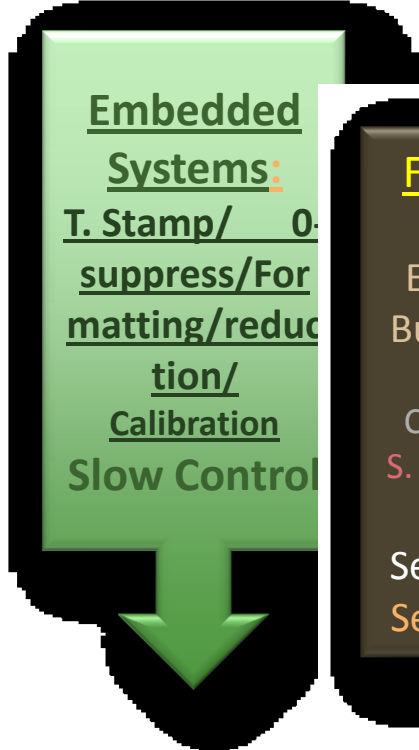 Embedded
Systems:
T. Stamp/ 0-
suppress/For
matting/reduc
tion/
Calibration
Slow Control
S.